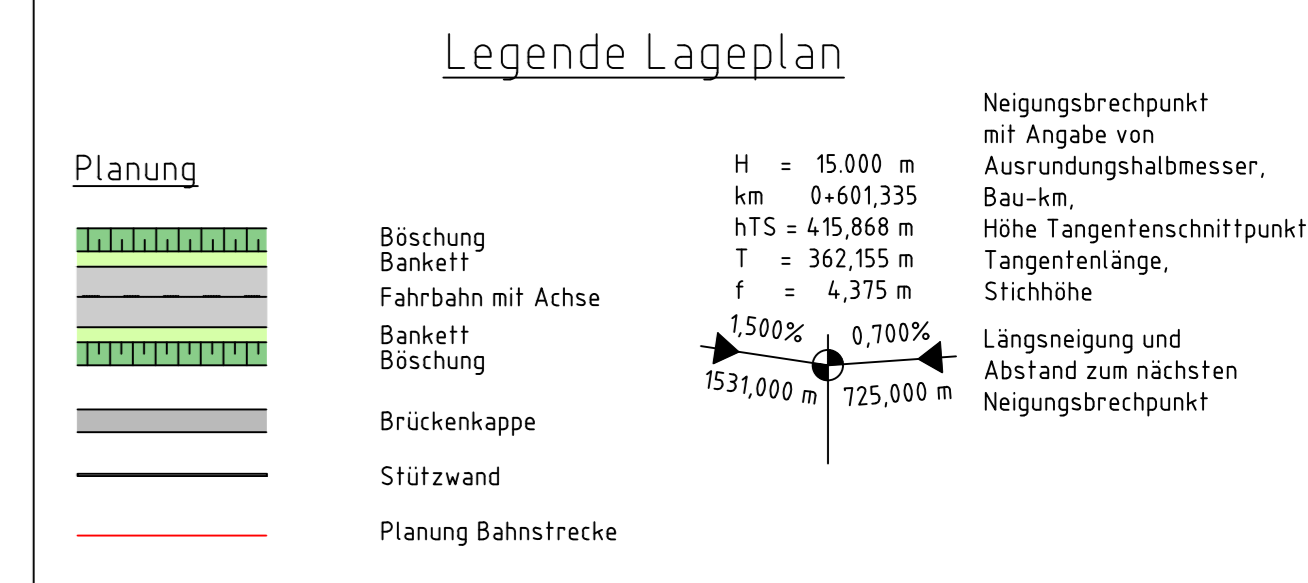 Legende Lageplan
Planung
Böschung
Bankett
Fahrbahn mit Achse
Bankett
Böschung
Brückenkappe
Stützwand
Planung Bahnstrecke
H = 15.000 m
km 0+601,335
hTS = 415,868 m
T = 362,155 m
f = 4,375 m
1,500% 0,700%
1531,000 m 725,000 m
Neigungsbrechpunkt
mit Angabe von
Ausrundungshalbmesser,
Bau-km,
Höhe Tangentenschnittpunkt
Tangentenlänge,
Stichhöhe
Längsneigung und
Abstand zum nächsten
Neigungsbrechpunkt